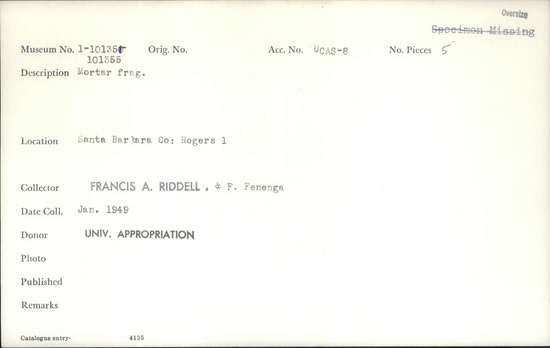 Oversize
Specimen Missing
Museum No. 1-101354 Orig. No. Acc. No. UCAS-8 No. Pieces 5
101355
Description Mortar frag.
Location Santa Barbara Co: Rogers 1
Collector FRANCIS A. RIDDELL. & F. Fenenga
Date Coll. Jan. 1949
Donor UNIV. APPROPRIATION
Photo
Published
Remarks
Catalogue entry- 4135